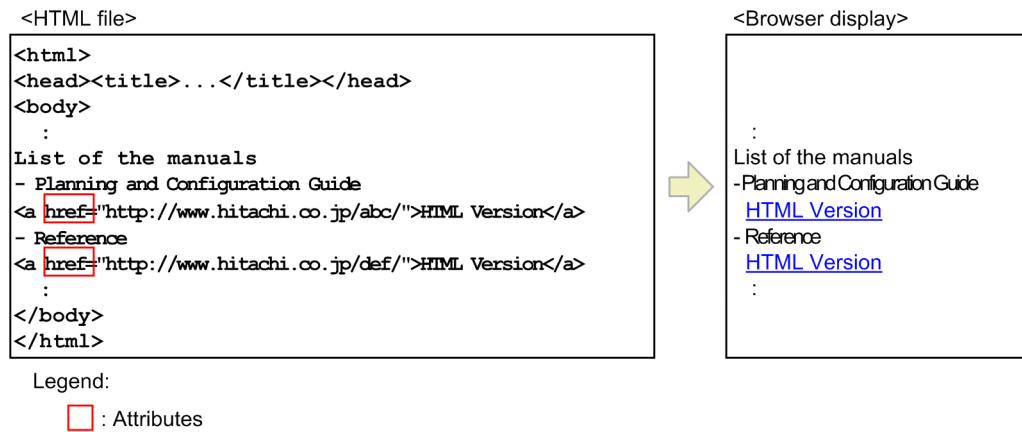 <HTML file>
<html>
<head><title>...</title></head>
<body>
:
List of the manuals
- Planning and Configuration Guide
<a href="http://www.hitachi.co.jp/abc/">HTML Version</a>
- Reference
<a href="http://www.hitachi.co.jp/def/">HTML Version</a>
:
</body>
</html>
<Browser display>
:
List of the manuals
-Planning and Configuration Guide
HTML Version
- Reference
HTML Version
:
Legend:
: Attributes